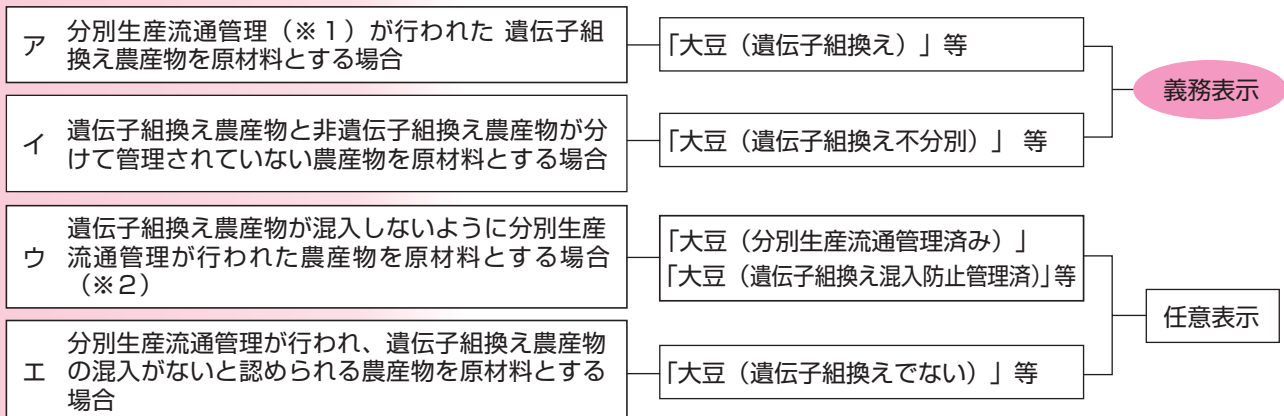 ア 分別生産流通管理(※1)が行われた 遺伝子組
換え農産物を原材料とする場合
「大豆(遺伝子組換え)」等
イ 遺伝子組換え農産物と非遺伝子組換え農産物が分
けて管理されていない農産物を原材料とする場合
「大豆(遺伝子組換え不分別)」 等
義務表示
ウ 遺伝子組換え農産物が混入しないように分別生産
流通管理が行われた農産物を原材料とする場合
(※2)
「大豆(分別生産流通管理済み)」
「大豆(遺伝子組換え混入防止管理済)」等
エ 分別生産流通管理が行われ、遺伝子組換え農産物
の混入がないと認められる農産物を原材料とする
場合
「大豆(遺伝子組換えでない)」等
任意表示